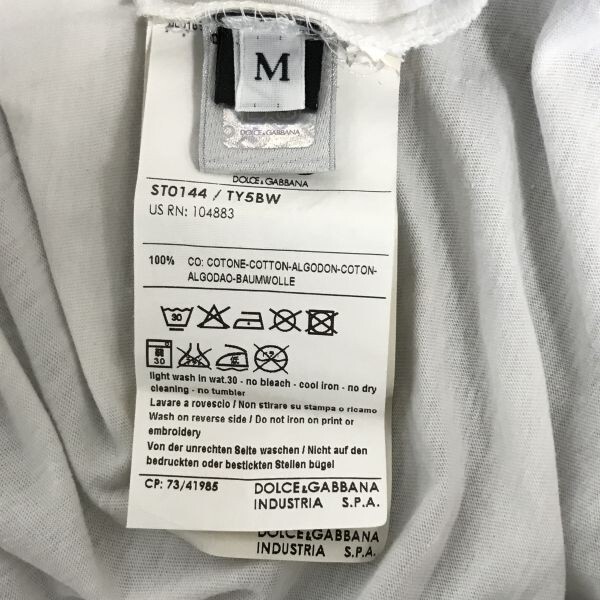 M
DOLCE&GABBANA
DOLCE&GABBANA
STO144 / TY5BW
US RN: 104883
100% CO: COTONE-COTTON-ALGODON-COTON-
ALGODAO-BAUMWOLLE
30
30
light wash in wat.30 - no bleach - cool iron - no dry
cleaning - no tumbler
Lavare a rovescio / Non stirare su stampa o ricamo
Wash on reverse side / Do not iron on print or
embroidery
Von der unrechten Seite waschen / Nicht auf den
bedruckten oder bestickten Stellen bügel
CP: 73/41985 DOLCE&GABBANA
INDUSTRIA S.P.A.
DOLCE&GABBANA
INDUSTRIA S.P.A.